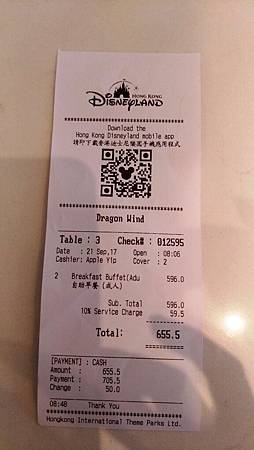 HONG KONG
Disneyland
Download the
Hong Kong Disneyland mobile app
請即下載香港迪士尼樂園手機應用程式
Dragon Wind
Table : 3 Check# : 012595
Date : 21 Sep,17 Open : 08:06
Cashier: Apple Yip Cover : 2
2 Breakfast Buffet(Adu 596.0
自助早餐 (成人)
Sub. Total 596.0
10% Service Charge 59.5
Total: 655.5
[PAYMENT] : CASH
Amount : 655.5
Payment : 705.5
Change : 50.0
08:48 Thank You
Hongkong International Theme Parks Ltd.